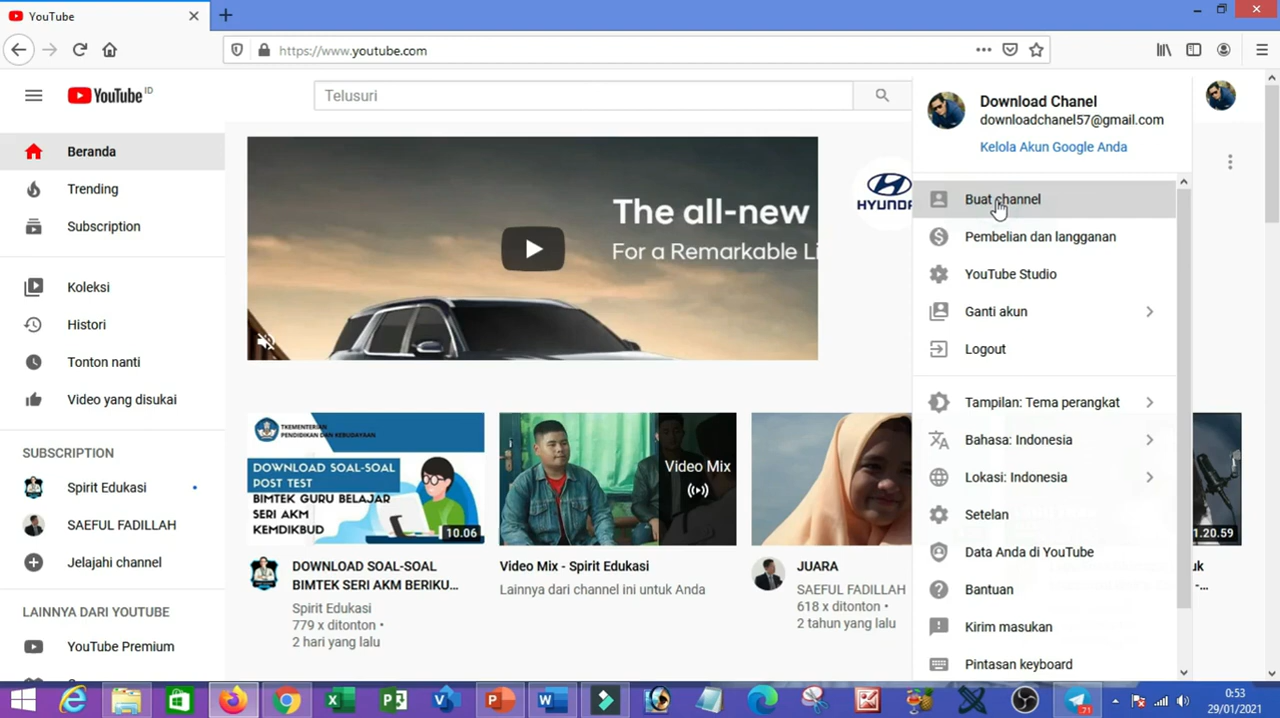 YouTube
https://www.youtube.com
YouTube ID
Telusuri
Download Chanel
downloadchanel57@gmail.com
Kelola Akun Google Anda
Beranda
Trending
Subscription
Koleksi
Histori
Tonton nanti
Video yang disukai
SUBSCRIPTION
Spirit Edukasi
SAEFUL FADILLAH
Jelajahi channel
LAINNYA DARI YOUTUBE
YouTube Premium
The all-new
For a Remarkable Li
HYUNDA
Buat channel
Pembelian dan langganan
YouTube Studio
Ganti akun
Logout
Tampilan: Tema perangkat
Bahasa: Indonesia
Lokasi: Indonesia
Setelan
Data Anda di YouTube
Bantuan
Kirim masukan
Pintasan keyboard
KEMENTERIAN
PENDIDIKAN DAN KEBUDAYAAN
DOWNLOAD SOAL-SOAL
POST TEST
BIMTEK GURU BELAJAR
SERI AKM
KEMDIKBUD
10.06
Video Mix
1.20.59
DOWNLOAD SOAL-SOAL
BIMTEK SERI AKM BERIKU...
Spirit Edukasi
779 x ditonton •
2 hari yang lalu
Video Mix - Spirit Edukasi
Lainnya dari channel ini untuk Anda
JUARA
SAEFUL FADILLAH
618 x ditonton •
2 tahun yang lalu
uk
-...
71
0:53
29/01/2021